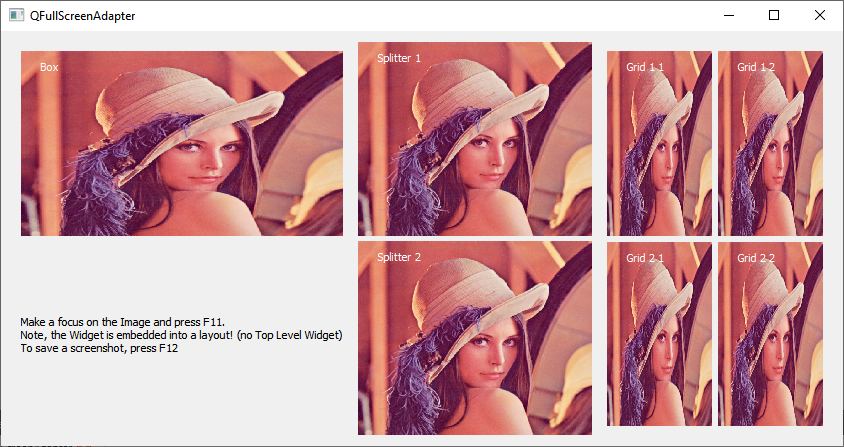 QFullScreenAdapter
Box
Splitter 1
Grid 1 1
Grid 1 2
Splitter 2
Grid 2 1
Grid 2 2
Make a focus on the Image and press F11.
Note, the Widget is embedded into a layout! (no Top Level Widget)
To save a screenshot, press F12